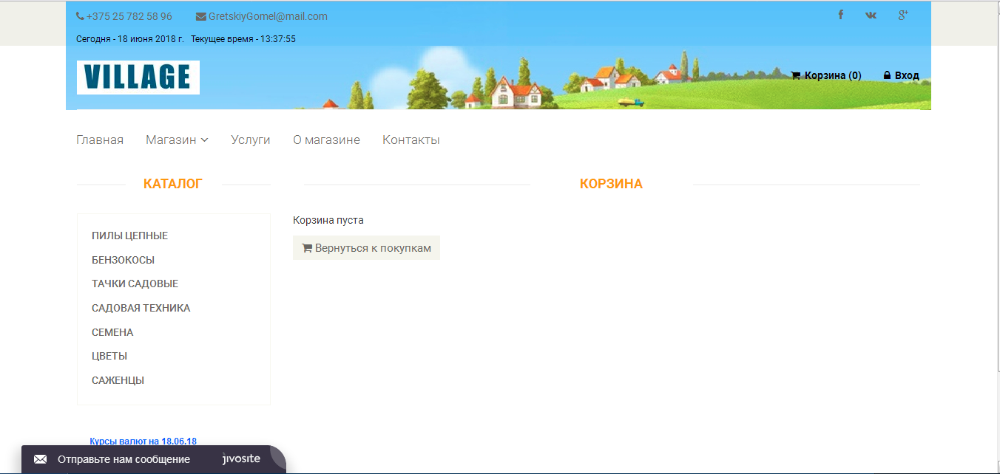 +375 25 782 58 96 GretskiyGomel@mail.com
Сегодня - 18 июня 2018 г. Текущее время - 13:37:55
VILLAGE
Корзина (0) Вход
Главная Магазин Услуги О магазине Контакты
КАТАЛОГ
КОРЗИНА
Корзина пуста
Вернуться к покупкам
ПИЛЫ ЦЕПНЫЕ
БЕНЗОКОСЫ
ТАЧКИ САДОВЫЕ
САДОВАЯ ТЕХНИКА
СЕМЕНА
ЦВЕТЫ
САЖЕНЦЫ
Курсы валют на 18.06.18
Отправьте нам сообщение jivosite